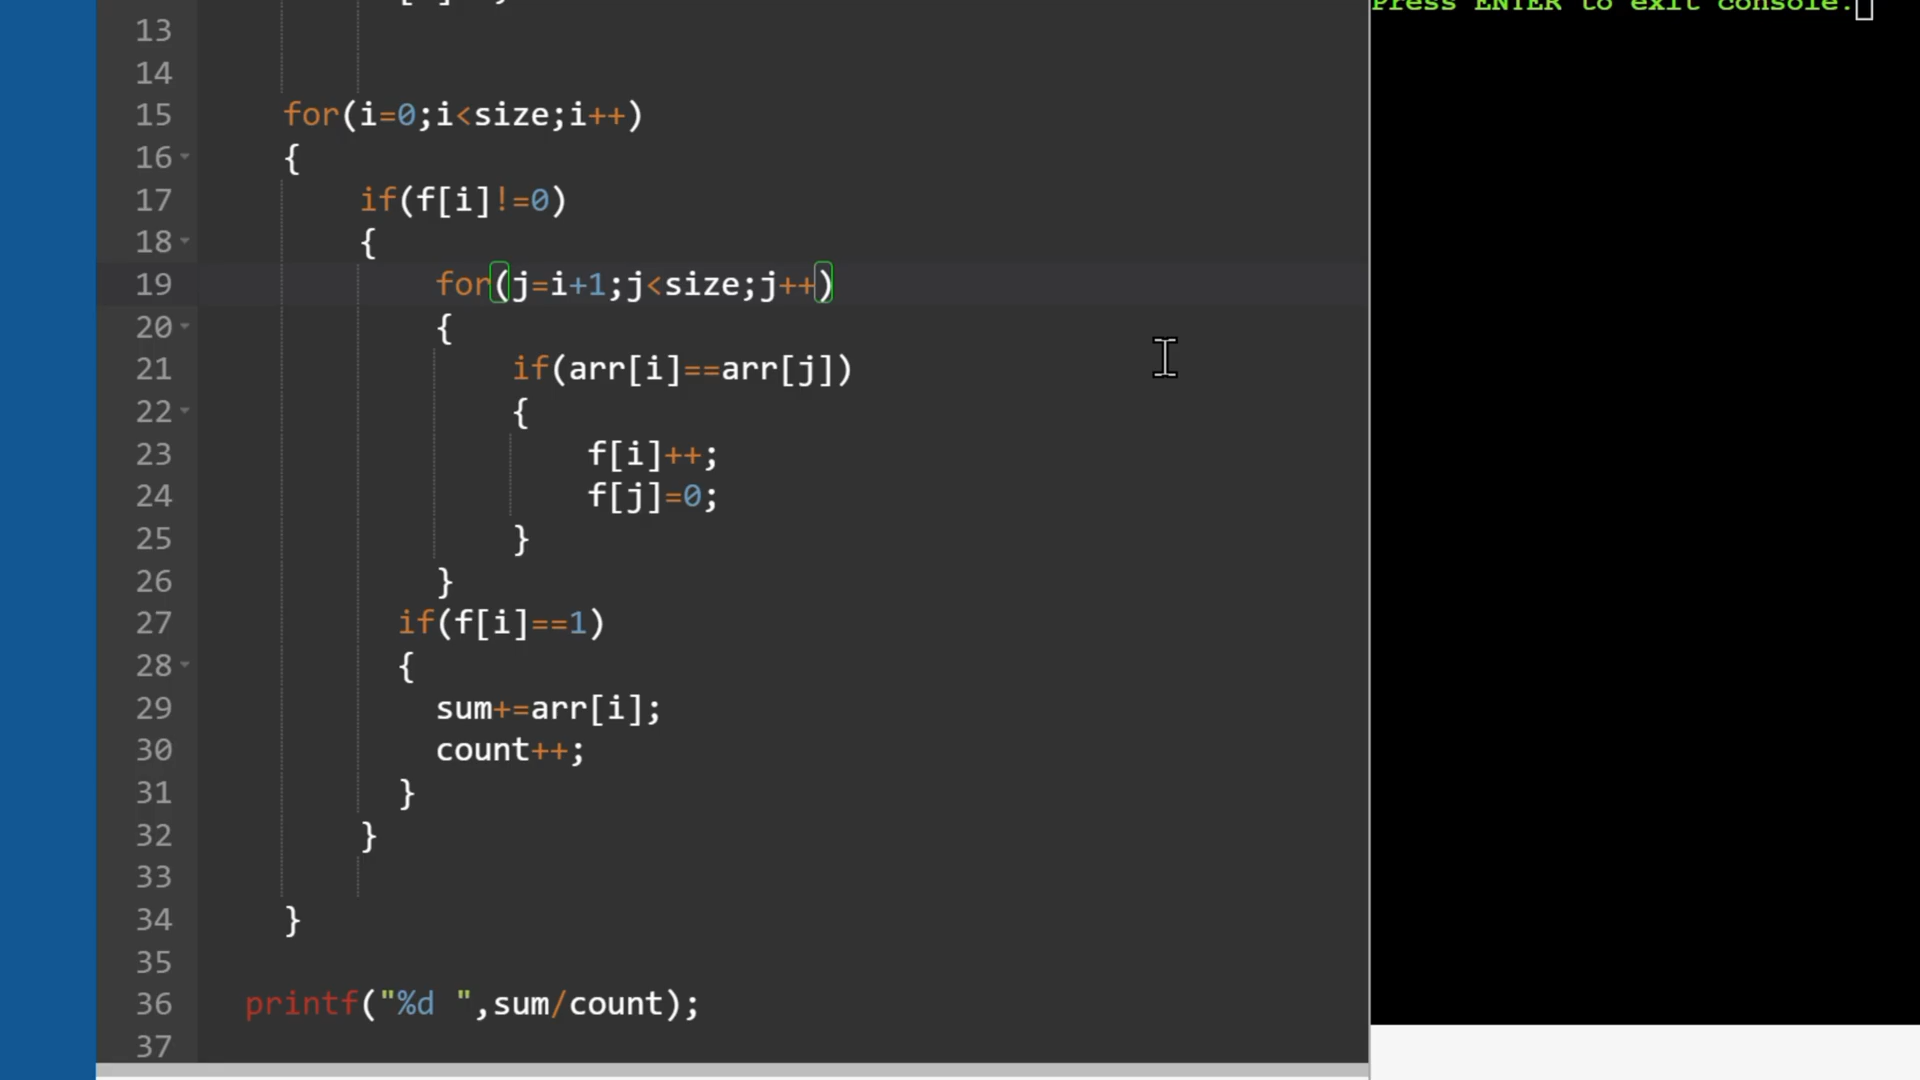 Press ENTER to exit console.
13
14
15 for(i=0;i<size;i++)
16 {
17 if(f[i]!=0)
18 {
19 for(j=i+1;j<size;j++)
20 {
21 if(arr[i]==arr[j])
22 {
23 f[i]++;
24 f[j]=0;
25 }
26 }
27 if(f[i]==1)
28 {
29 sum+=arr[i];
30 count++;
31 }
32 }
33
34 }
35
36 printf("%d ",sum/count);
37